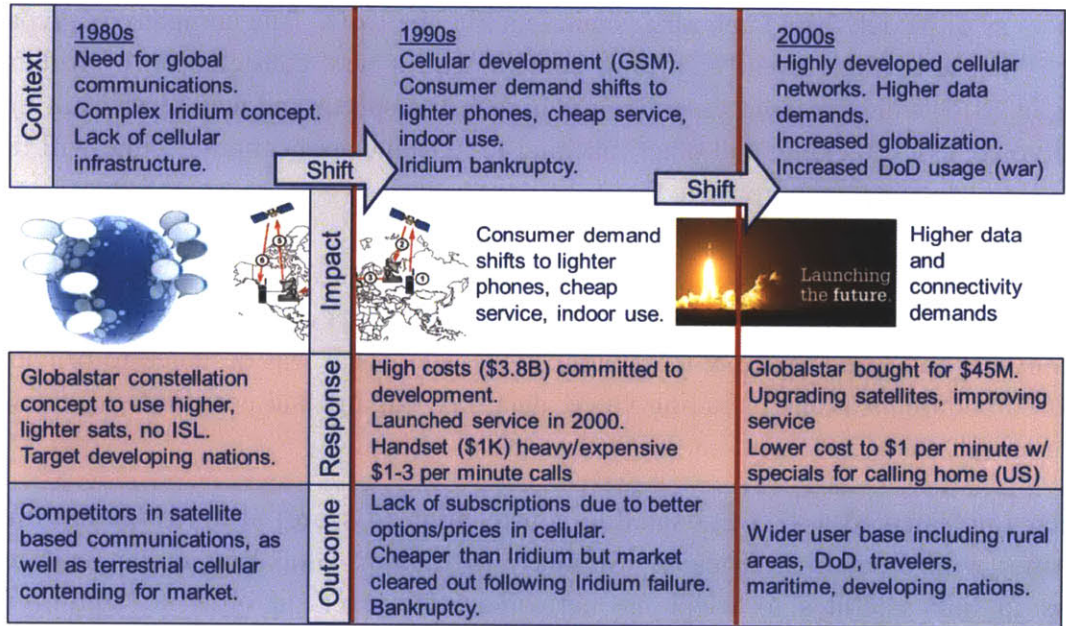 Context
1980s
Need for global
communications.
Complex Iridium concept.
Lack of cellular
infrastructure.
Shift
1990s
Cellular development (GSM).
Consumer demand shifts to
lighter phones, cheap service,
indoor use.
Iridium bankruptcy.
Shift
2000s
Highly developed cellular
networks. Higher data
demands.
Increased globalization.
Increased DoD usage (war)
Impact
Consumer demand
shifts to lighter
phones, cheap
service, indoor use.
Launching
the future.
Higher data
and
connectivity
demands
Response
Globalstar constellation
concept to use higher,
lighter sats, no ISL.
Target developing nations.
High costs ($3.8B) committed to
development.
Launched service in 2000.
Handset ($1K) heavy/expensive
$1-3 per minute calls
Globalstar bought for $45M.
Upgrading satellites, improving
service
Lower cost to $1 per minute w/
specials for calling home (US)
Outcome
Competitors in satellite
based communications, as
well as terrestrial cellular
contending for market.
Lack of subscriptions due to better
options/prices in cellular.
Cheaper than Iridium but market
cleared out following Iridium failure.
Bankruptcy.
Wider user base including rural
areas, DoD, travelers,
maritime, developing nations.